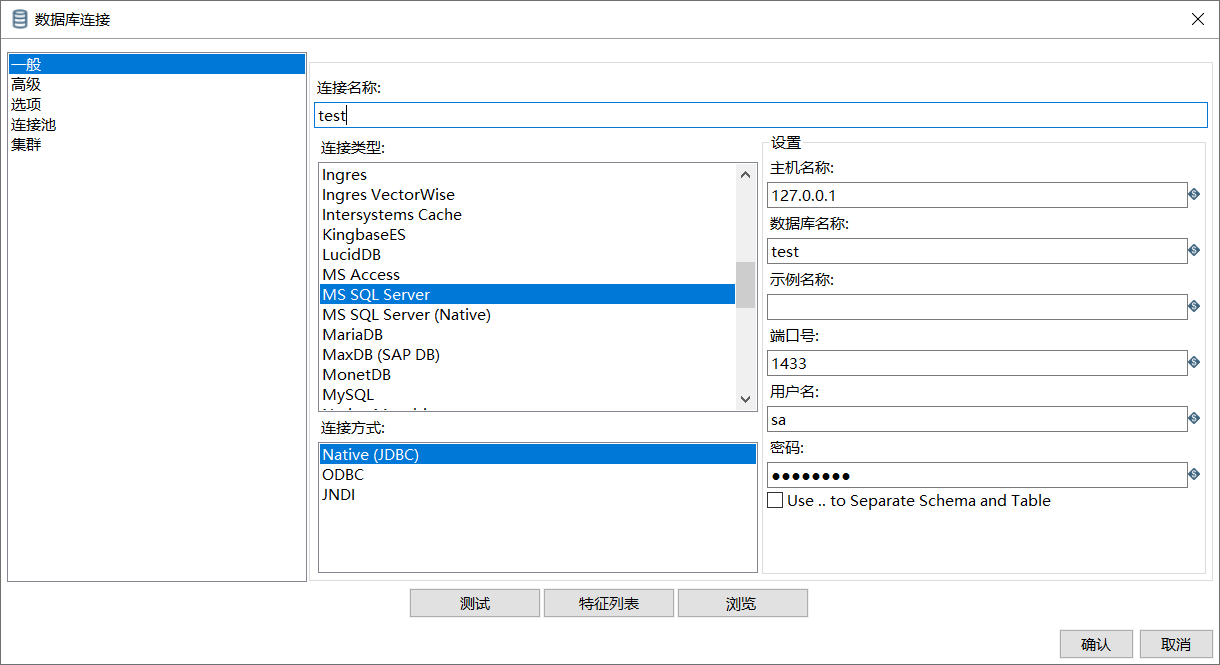 数据库连接
一般
高级
选项
连接池
集群
连接名称:
test
连接类型:
Ingres
Ingres VectorWise
Intersystems Cache
KingbaseES
LucidDB
MS Access
MS SQL Server
MS SQL Server (Native)
MariaDB
MaxDB (SAP DB)
MonetDB
MySQL
连接方式:
Native (JDBC)
ODBC
JNDI
设置
主机名称:
127.0.0.1
数据库名称:
test
示例名称:
端口号:
1433
用户名:
sa
密码:
●●●●●●●●
Use .. to Separate Schema and Table
测试
特征列表
浏览
确认
取消